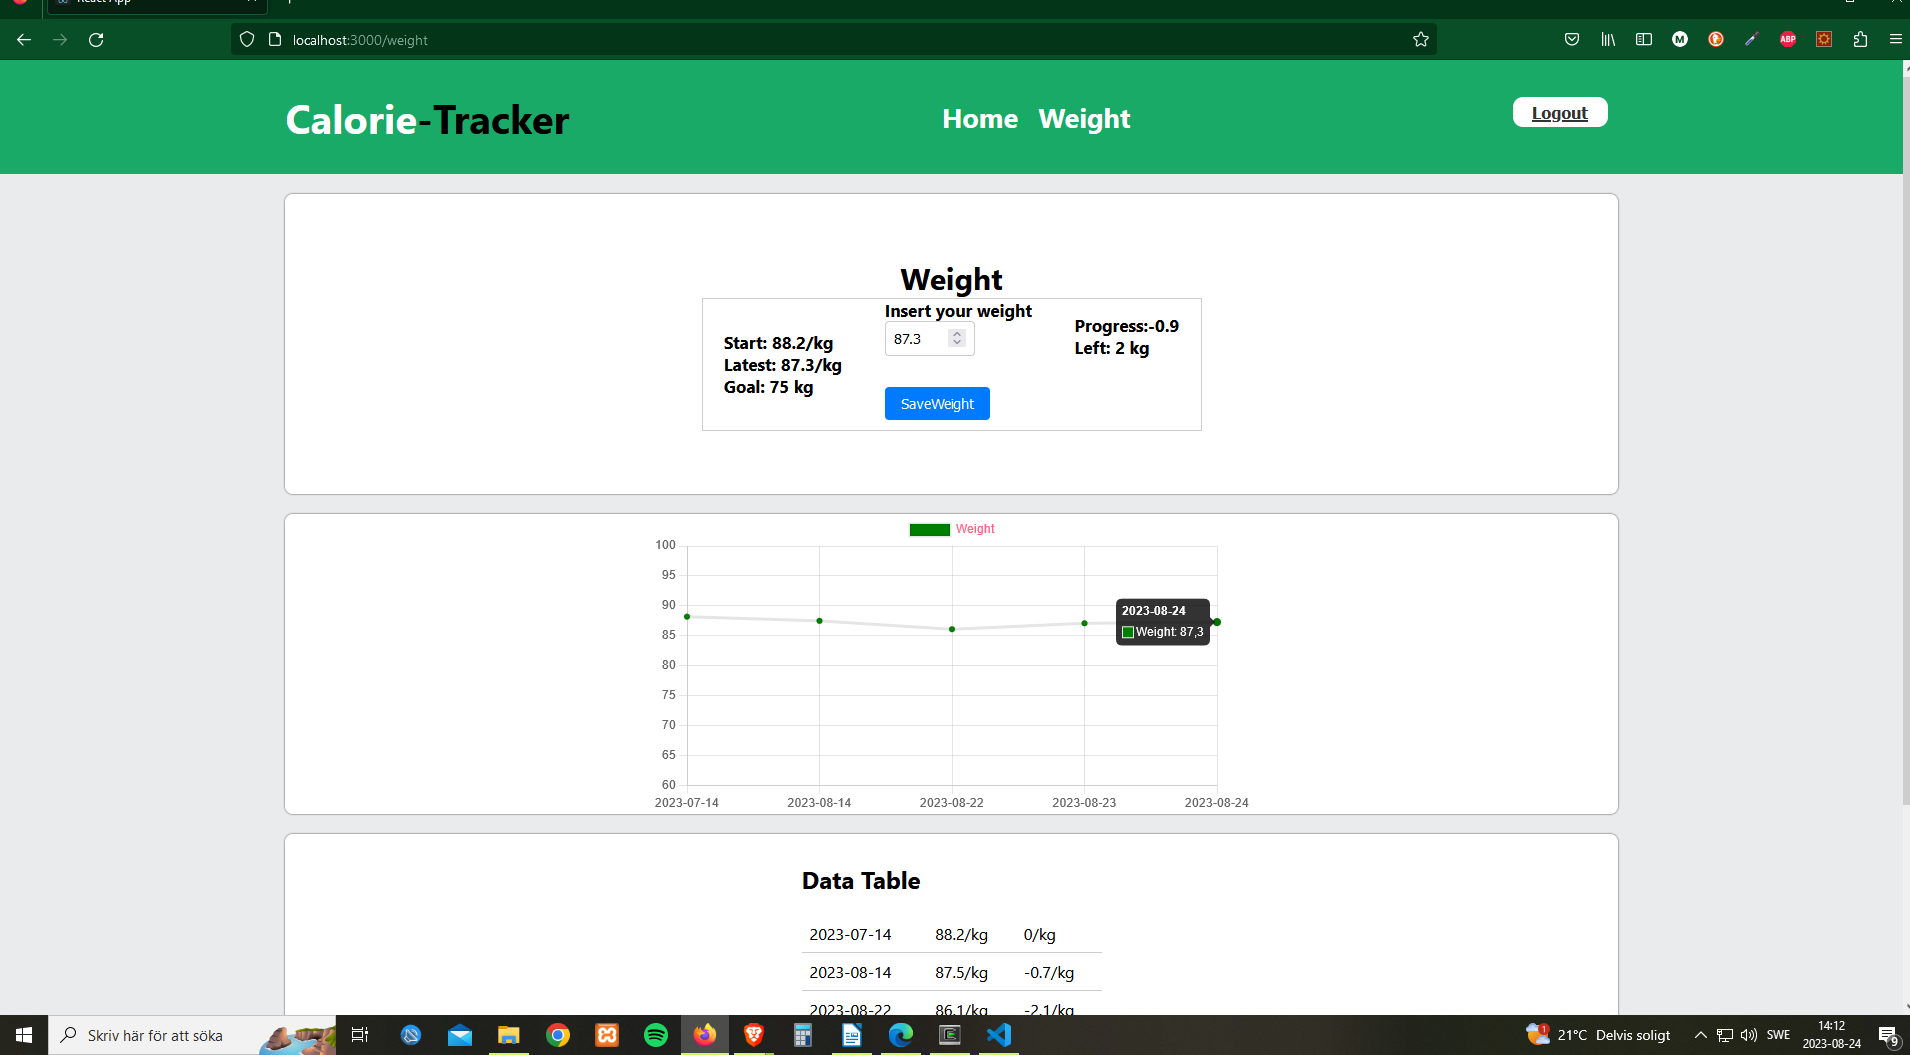 React App
localhost:3000/weight
M
ABP
Calorie-Tracker
Home
Weight
Logout
Weight
Start: 88.2/kg
Latest: 87.3/kg
Goal: 75 kg
Insert your weight
87.3
SaveWeight
Progress:-0.9
Left: 2 kg
Weight
100
95
90
85
80
75
70
65
60
2023-08-24
Weight: 87,3
2023-07-14
2023-08-14
2023-08-22
2023-08-23
2023-08-24
Data Table
2023-07-14 88.2/kg 0/kg
2023-08-14 87.5/kg -0.7/kg
2023-08-22 86.1/kg -2.1/kg
Skriv här för att söka
1
21°C Delvis soligt
SWE
14:12
2023-08-24
9